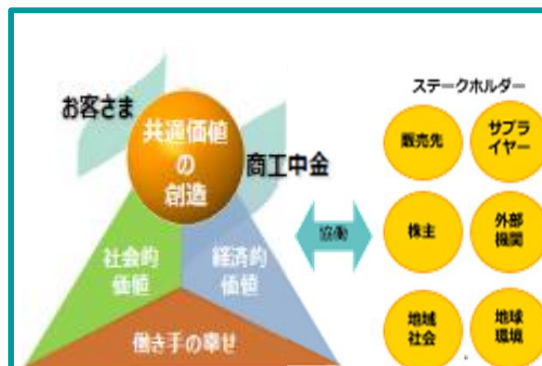 お客さま
共通価値
の
創造
商工中金
社会的
価値
経済的
価値
働き手の幸せ
協働
ステークホルダー
販売先
サプラ
イヤー
株主
外部
機関
地域
社会
地球
環境